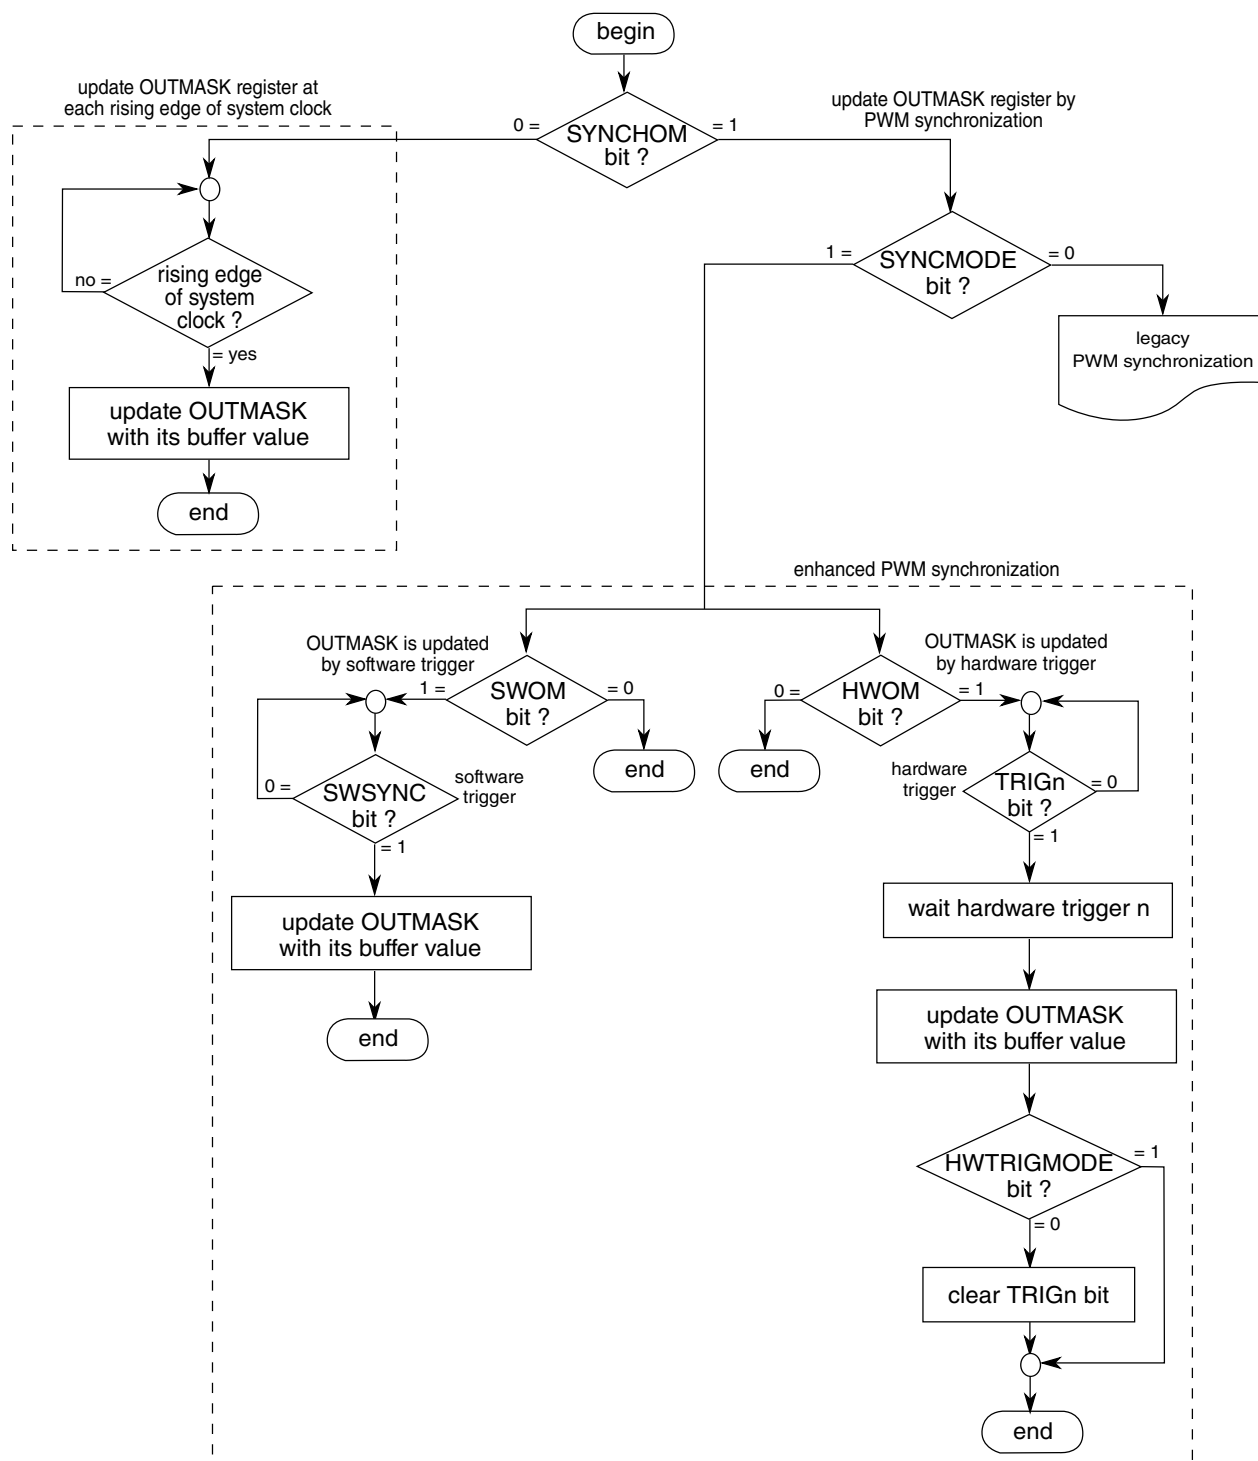 begin
update OUTMASK register at
each rising edge of system clock
update OUTMASK register by
PWM synchronization
0 =
SYNCHOM
bit ?
= 1
1 =
SYNCMODE
bit ?
= 0
no =
rising edge
of system
clock ?
= yes
legacy
PWM synchronization
update OUTMASK
with its buffer value
end
enhanced PWM synchronization
OUTMASK is updated
by software trigger
OUTMASK is updated
by hardware trigger
1 =
SWOM
bit ?
= 0
0 =
HWOM
bit ?
= 1
end
end
0 =
SWSYNC
bit ?
software
trigger
= 1
hardware
trigger
TRIGn
bit ?
= 0
= 1
update OUTMASK
with its buffer value
end
wait hardware trigger n
update OUTMASK
with its buffer value
HWTRIGMODE
bit ?
= 1
= 0
clear TRIGn bit
end